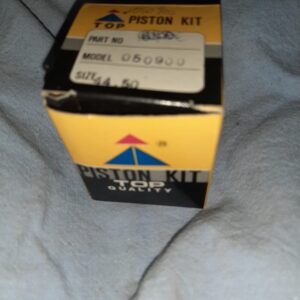 TOP
PISTON KIT
PART NO
MODEL 050900
SIZE 44.50
PISTON KIT
TOP
QUALITY